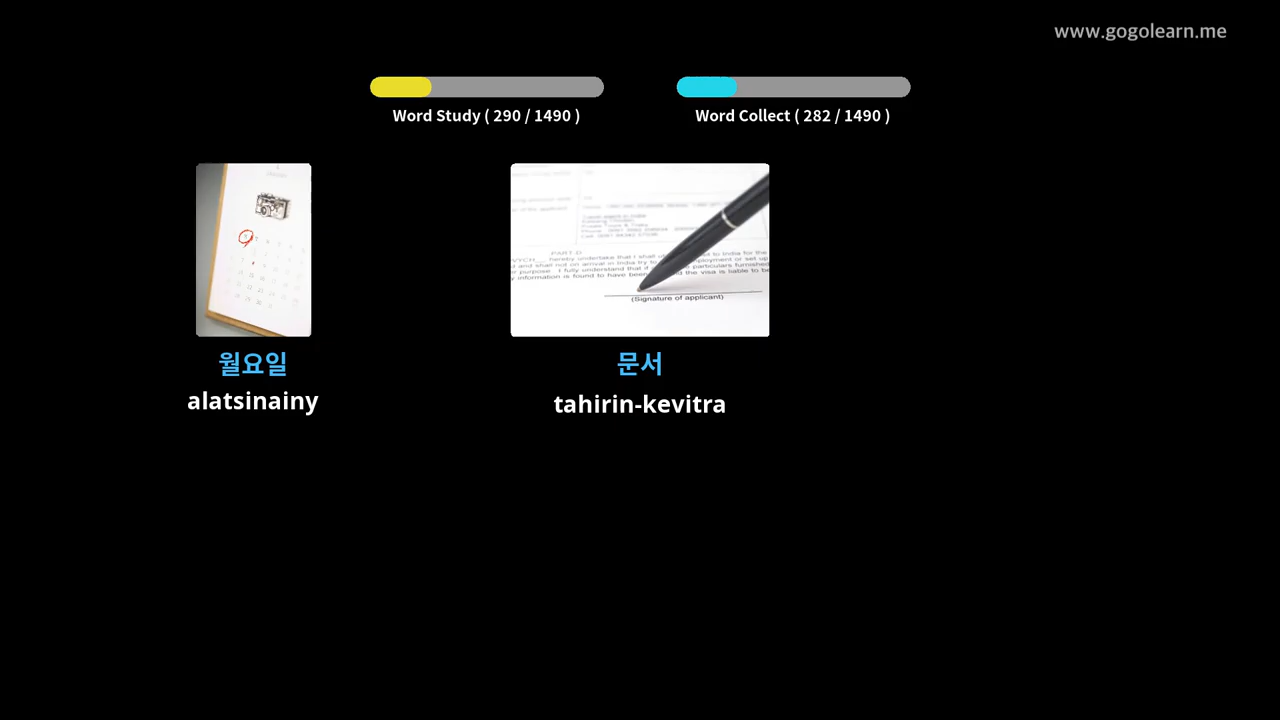 www.gogolearn.me
Word Study ( 290 / 1490 )
Word Collect ( 282 / 1490 )
PART D
(Signature of applicant)
월요일
alatsinainy
문서
tahirin-kevitra